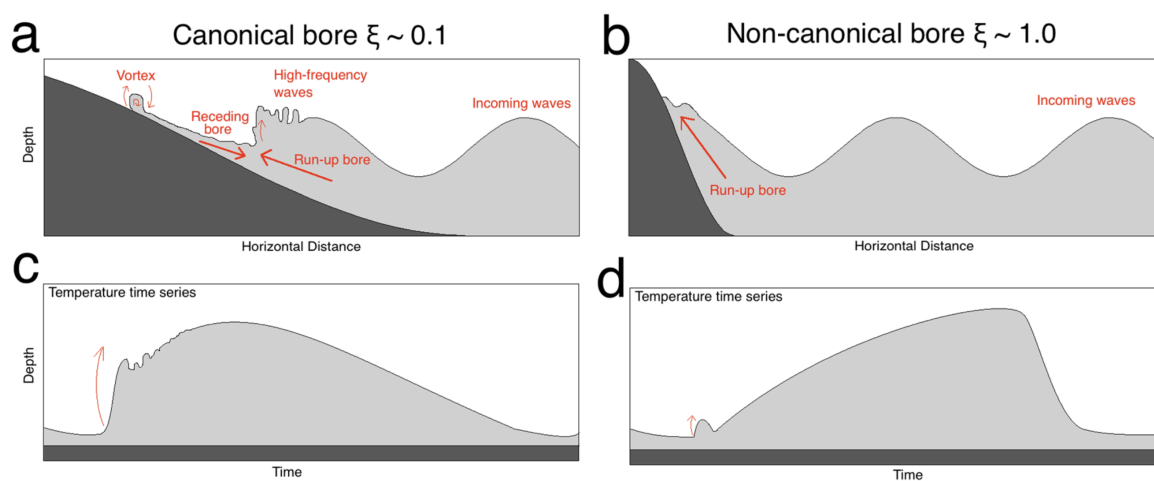 a
Canonical bore ξ ~ 0.1
Vortex
High-frequency
waves
Incoming waves
Receding
bore
Run-up bore
Depth
Horizontal Distance
b
Non-canonical bore ξ ~ 1.0
Incoming waves
Run-up bore
Horizontal Distance
c
Temperature time series
Depth
Time
d
Temperature time series
Time